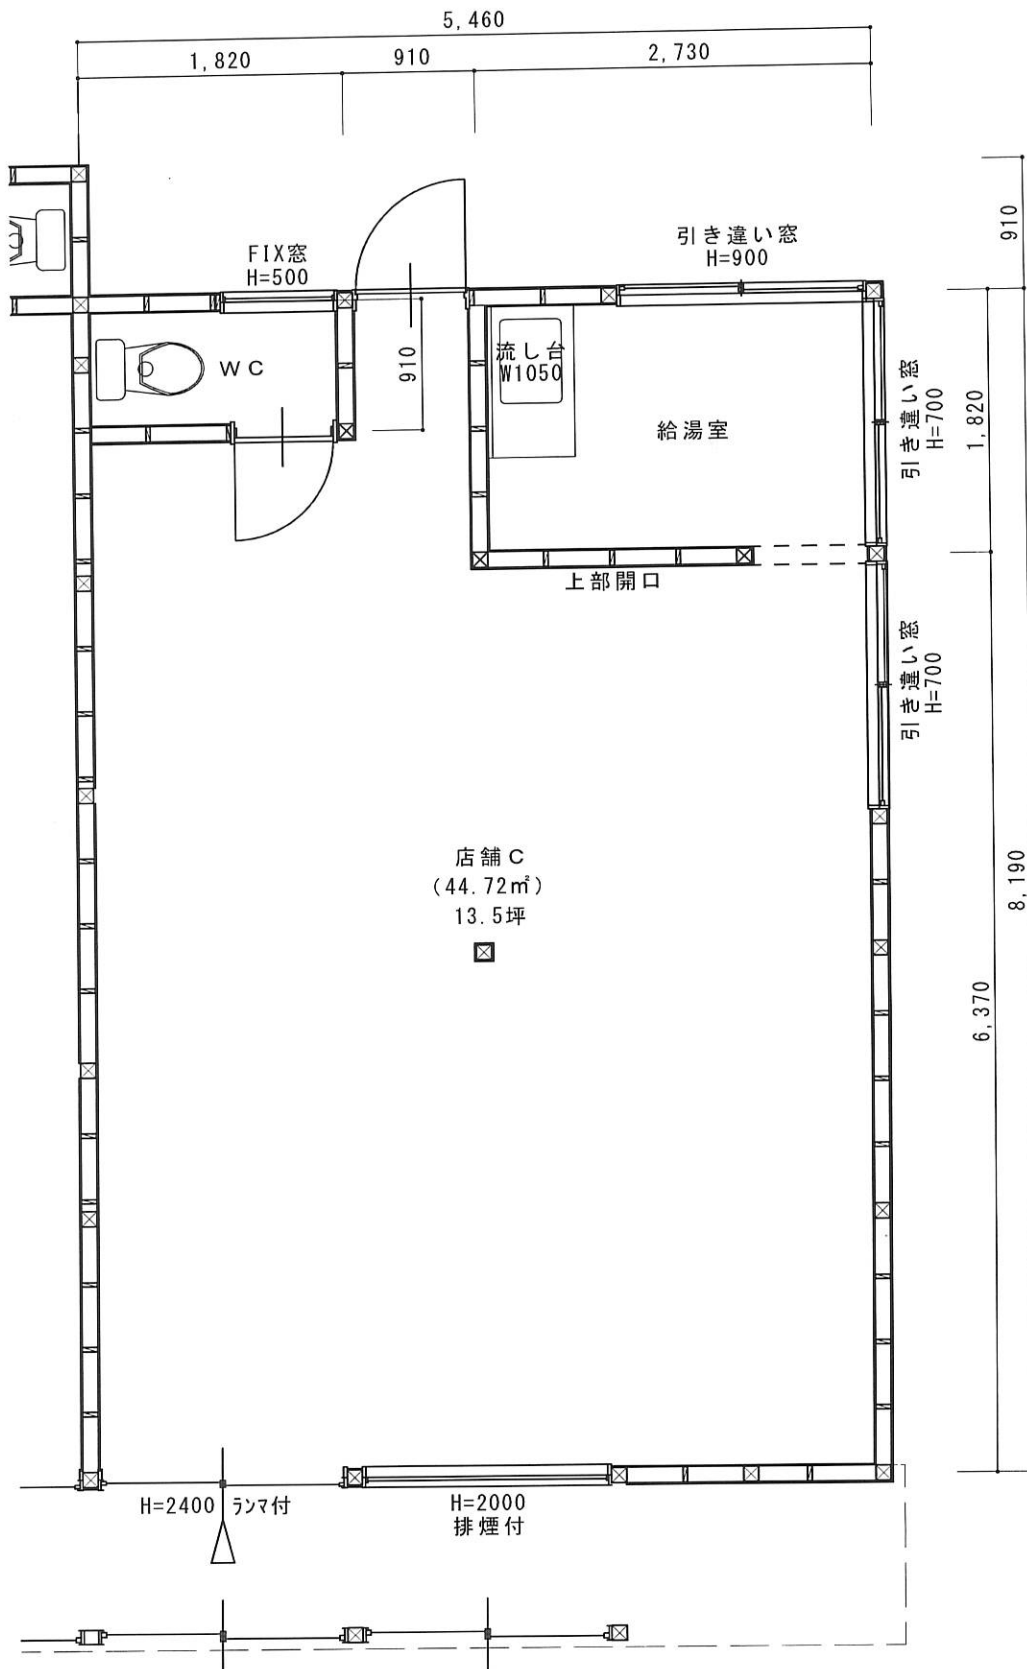 5,460
1,820
910
2,730
910
FIX窓
H=500
引き違い窓
H=900
WC
910
流し台
W1050
給湯室
引き違い窓
H=700
1,820
上部開口
引き違い窓
H=700
店舗C
(44.72㎡)
13.5坪
8,190
6,370
H=2400 ランマ付
H=2000
排煙付